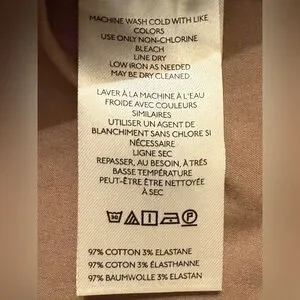 MACHINE WASH COLD WITH LIKE
COLORS
USE ONLY NON-CHLORINE
BLEACH
LINE DRY
LOW IRON AS NEEDED
MAY BE DRY CLEANED
LAVER À LA MACHINE À L'EAU
FROIDE AVEC COULEURS
SIMILAIRES
UTILISER UN AGENT DE
BLANCHIMENT SANS CHLORE SI
NÉCESSAIRE
LIGNE SEC
REPASSER, AU BESOIN, À TRÉS
BASSE TEMPÉRATURE
PEUT-ÊTRE ÊTRE NETTOYÉE
À SEC
97% COTTON 3% ELASTANE
97% COTON 3% ÉLASTHANNE
97% BAUMWOLLE 3% ELASTAN